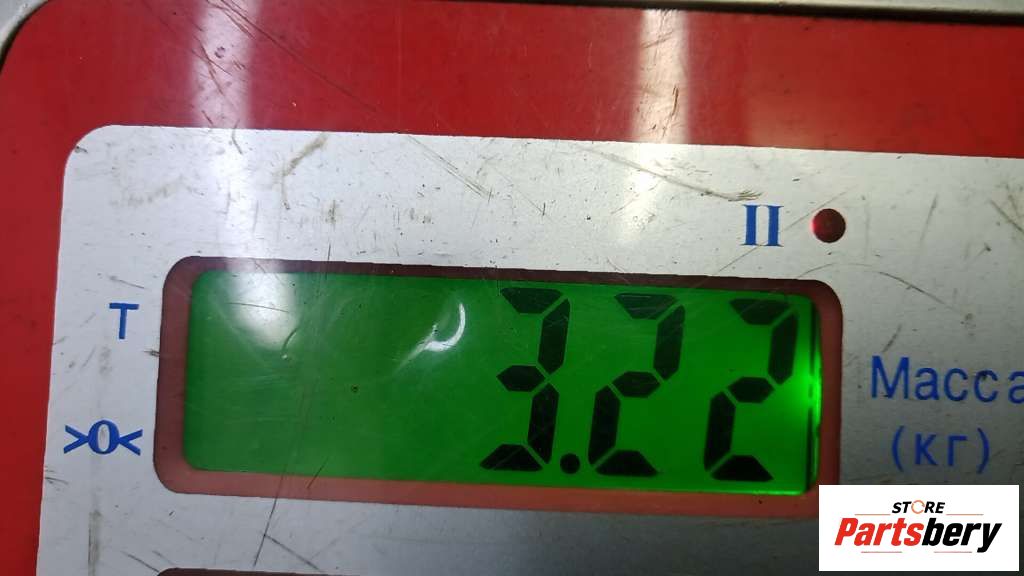 II
T
3.22
>0<
Масса
(кг)
STORE
Partsbery